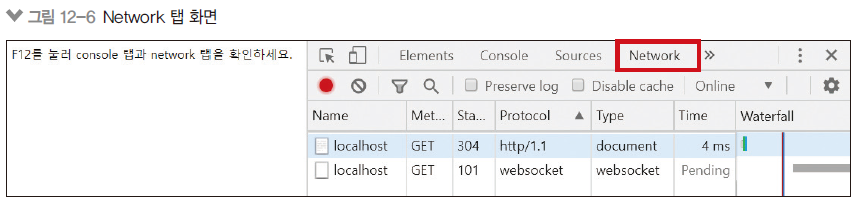 그림 12-6 Network 탭 화면
F12를 눌러 console 탭과 network 탭을 확인하세요.
Elements Console Sources Network »
Preserve log Disable cache Online
Name Met... Sta... Protocol Type Time Waterfall
localhost GET 304 http/1.1 document 4 ms
localhost GET 101 websocket websocket Pending